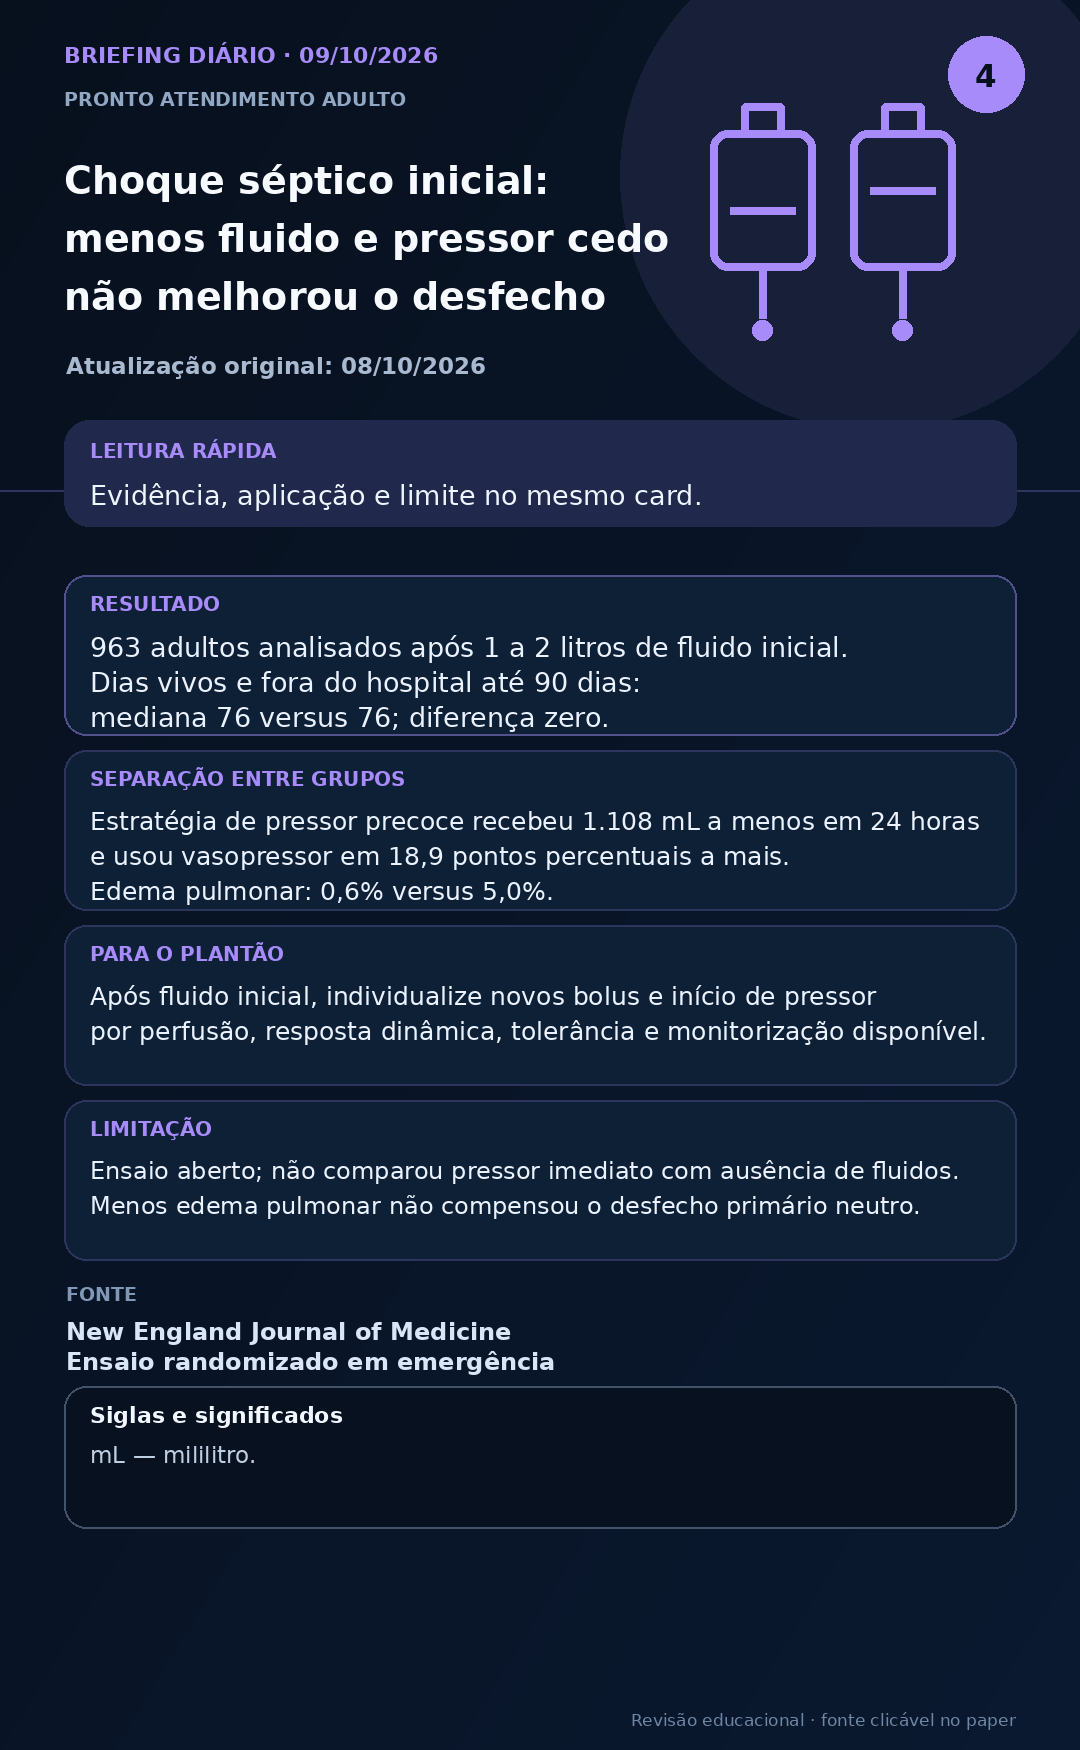 BRIEFING DIÁRIO · 09/10/2026
PRONTO ATENDIMENTO ADULTO
4
Choque séptico inicial:
menos fluido e pressor cedo
não melhorou o desfecho
Atualização original: 08/10/2026
LEITURA RÁPIDA
Evidência, aplicação e limite no mesmo card.
RESULTADO
963 adultos analisados após 1 a 2 litros de fluido inicial.
Dias vivos e fora do hospital até 90 dias:
mediana 76 versus 76; diferença zero.
SEPARAÇÃO ENTRE GRUPOS
Estratégia de pressor precoce recebeu 1.108 mL a menos em 24 horas
e usou vasopressor em 18,9 pontos percentuais a mais.
Edema pulmonar: 0,6% versus 5,0%.
PARA O PLANTÃO
Após fluido inicial, individualize novos bolus e início de pressor
por perfusão, resposta dinâmica, tolerância e monitorização disponível.
LIMITAÇÃO
Ensaio aberto; não comparou pressor imediato com ausência de fluidos.
Menos edema pulmonar não compensou o desfecho primário neutro.
FONTE
New England Journal of Medicine
Ensaio randomizado em emergência
Siglas e significados
mL — mililitro.
Revisão educacional · fonte clicável no paper